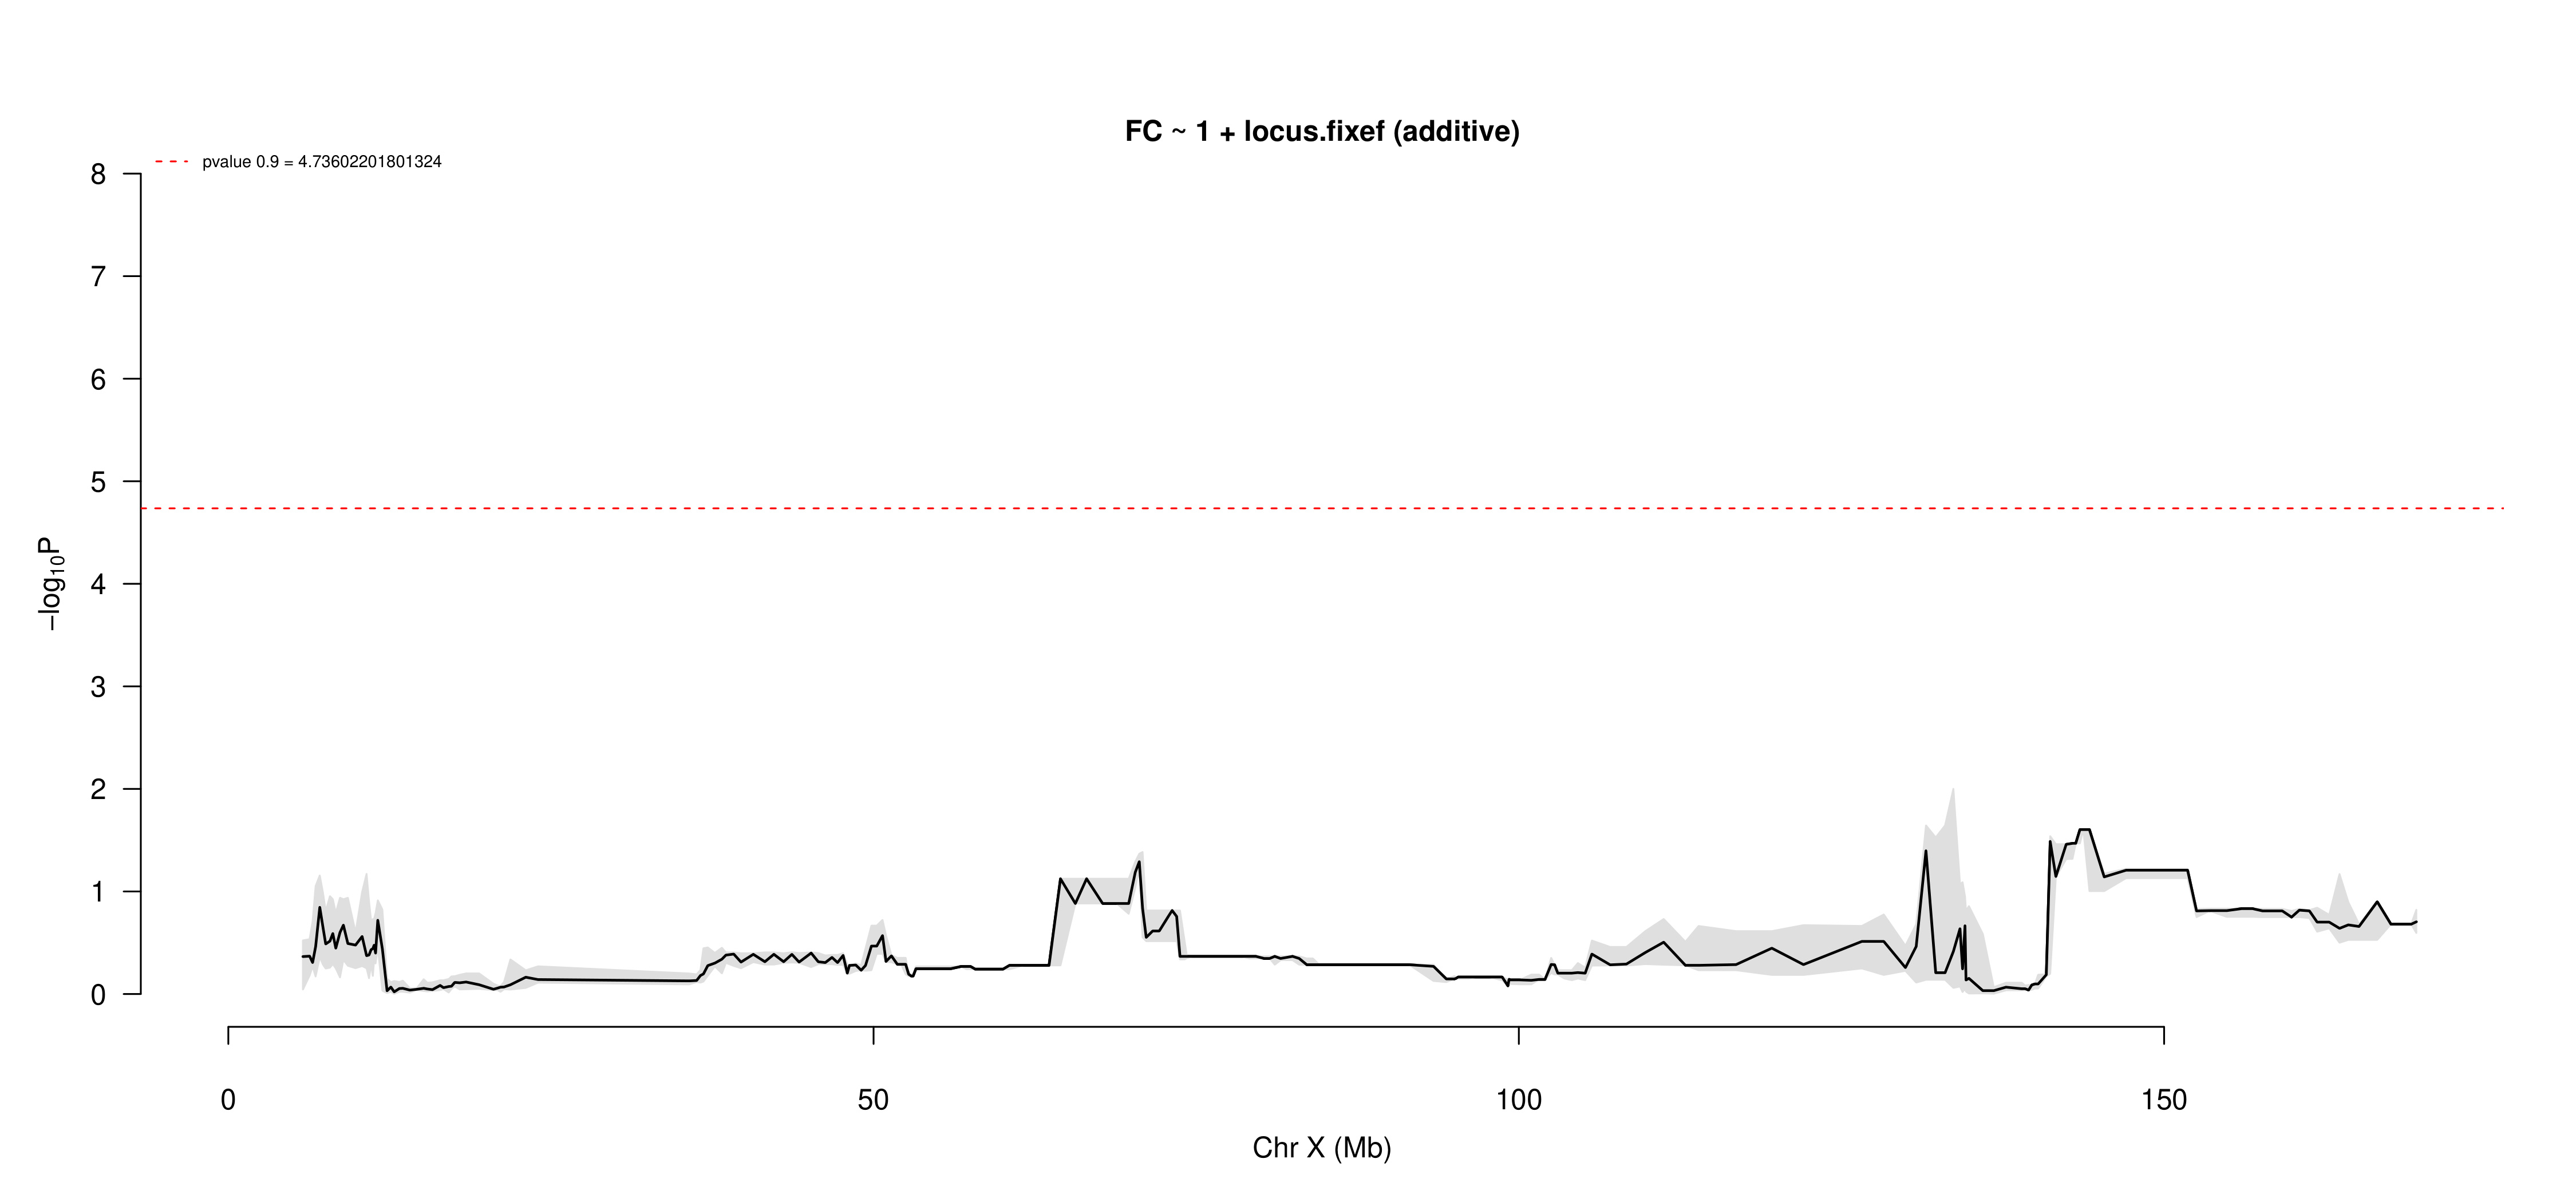 FC ~ 1 + locus.fixef (additive)
pvalue 0.9 = 4.73602201801324
8
7
6
5
4
3
2
1
0
−log10P
0 50 100 150
Chr X (Mb)